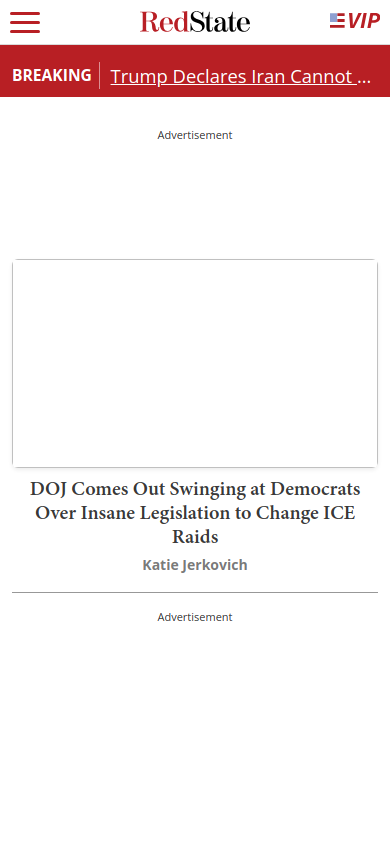 RedState
VIP
BREAKING
Trump Declares Iran Cannot ...
Advertisement
DOJ Comes Out Swinging at Democrats
Over Insane Legislation to Change ICE
Raids
Katie Jerkovich
Advertisement